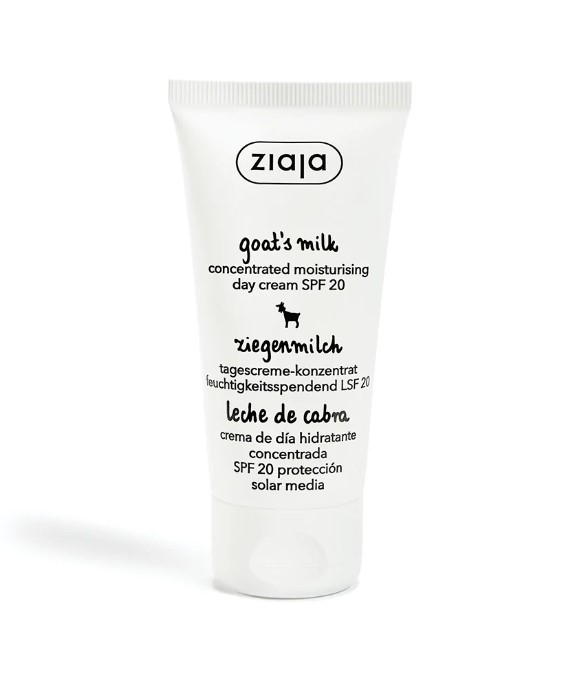 ziaja
goat's milk
concentrated moisturising
day cream SPF 20
ziegenmilch
tagescreme-konzentrat
feuchtigkeitsspendend LSF 20
leche de cabra
crema de día hidratante
concentrada
SPF 20 protección
solar media